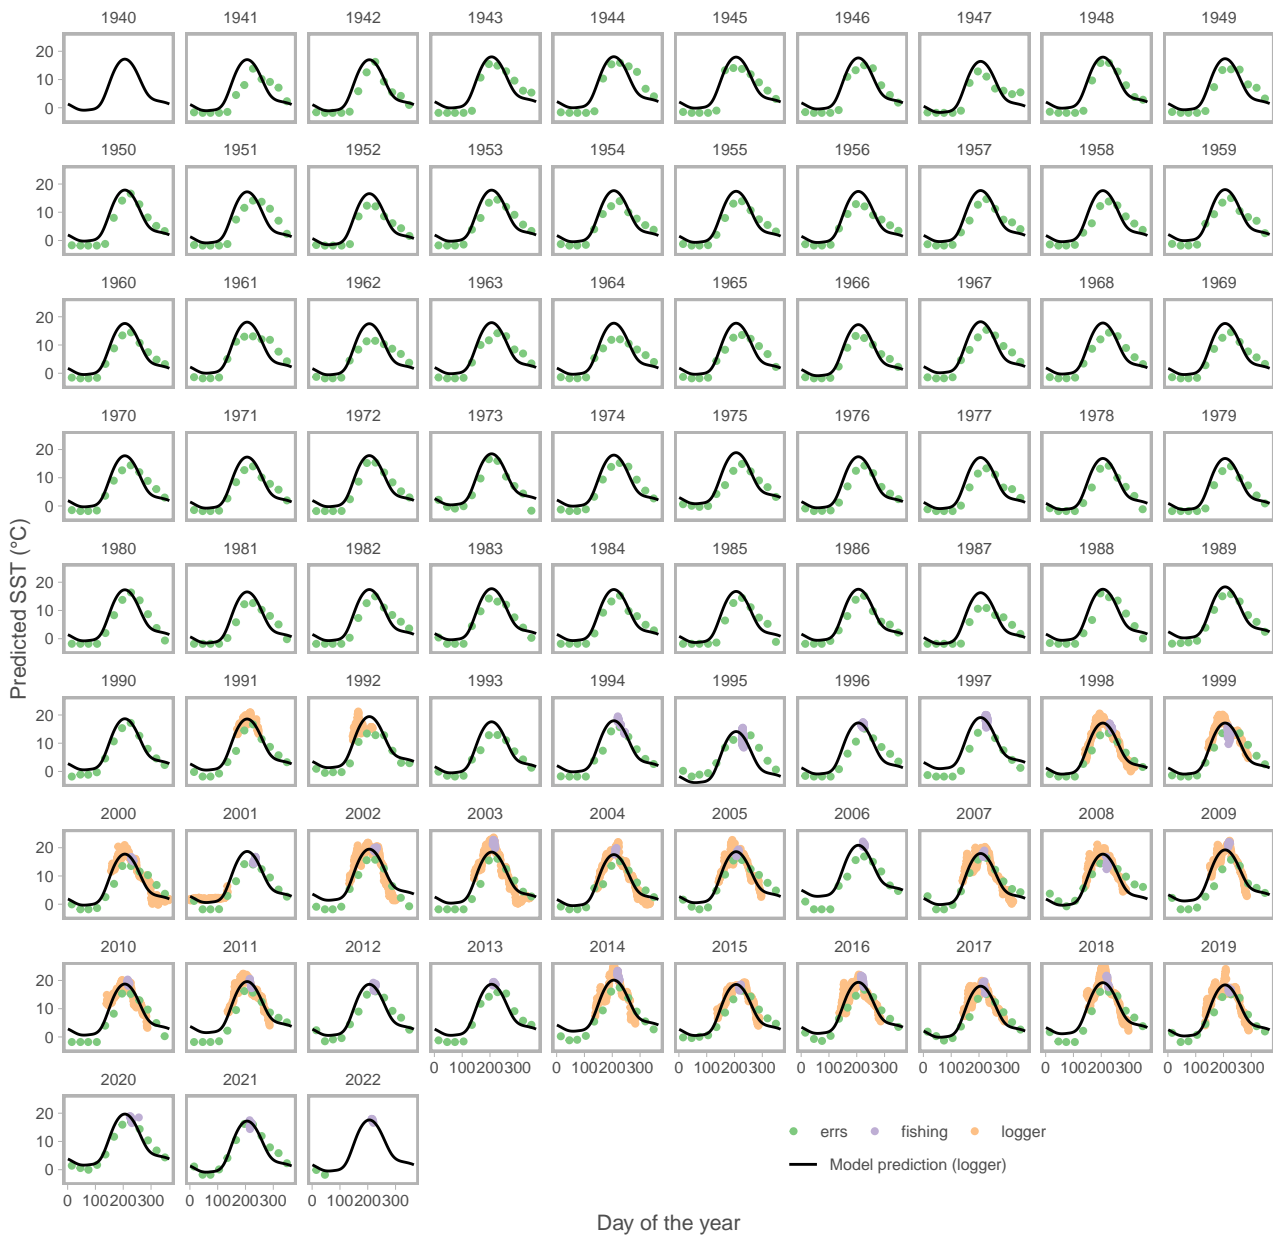 1940 1941 1942 1943 1944 1945 1946 1947 1948 1949
20
10
0
1950 1951 1952 1953 1954 1955 1956 1957 1958 1959
20
10
0
1960 1961 1962 1963 1964 1965 1966 1967 1968 1969
20
10
0
1970 1971 1972 1973 1974 1975 1976 1977 1978 1979
20
10
0
Predicted SST (°C)
1980 1981 1982 1983 1984 1985 1986 1987 1988 1989
20
10
0
1990 1991 1992 1993 1994 1995 1996 1997 1998 1999
20
10
0
2000 2001 2002 2003 2004 2005 2006 2007 2008 2009
20
10
0
2010 2011 2012 2013 2014 2015 2016 2017 2018 2019
20
10
0
0 100200300 0 100200300 0 100200300 0 100200300 0 100200300 0 100200300 0 100200300
2020 2021 2022
20
10
0
0 100200300 0 100200300 0 100200300
errs fishing logger
Model prediction (logger)
Day of the year